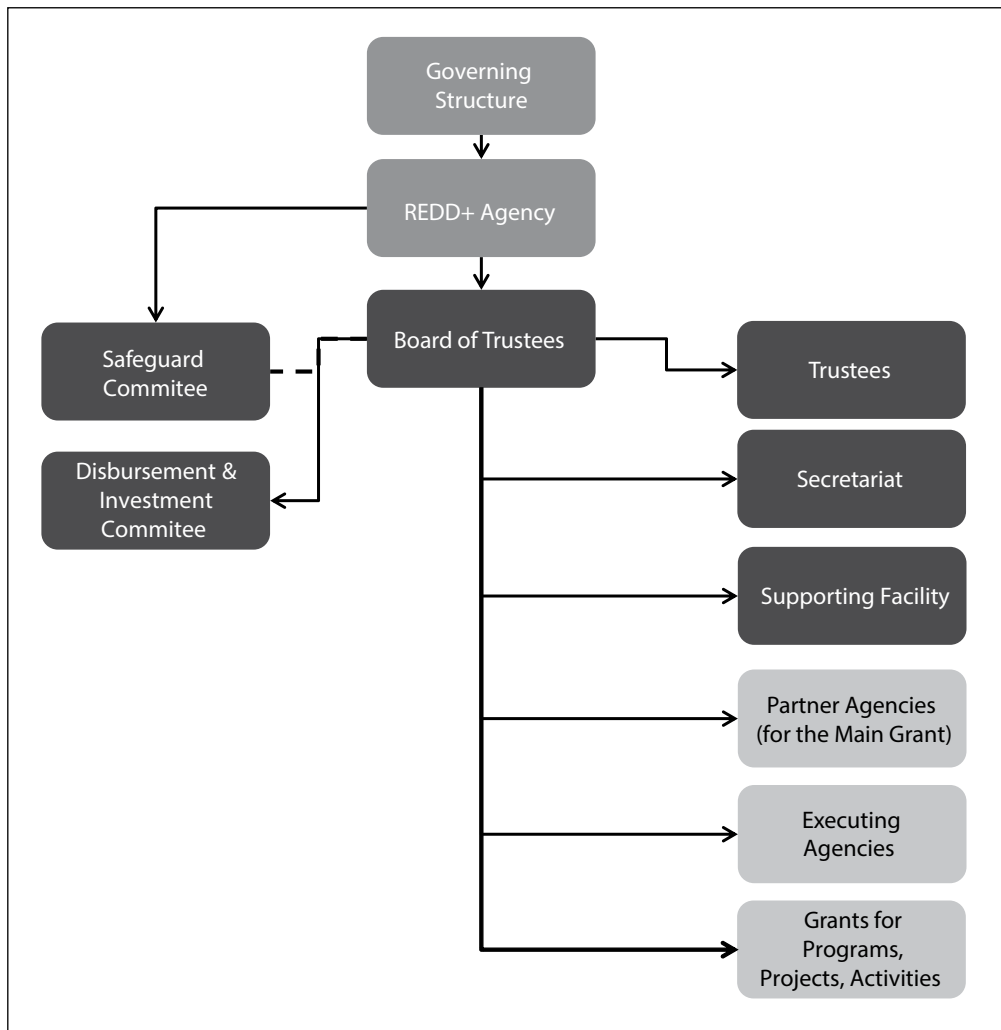 Governing
Structure
REDD+ Agency
Board of Trustees
Safeguard
Commitee
Disbursement &
Investment
Commitee
Trustees
Secretariat
Supporting Facility
Partner Agencies
(for the Main Grant)
Executing
Agencies
Grants for
Programs,
Projects, Activities